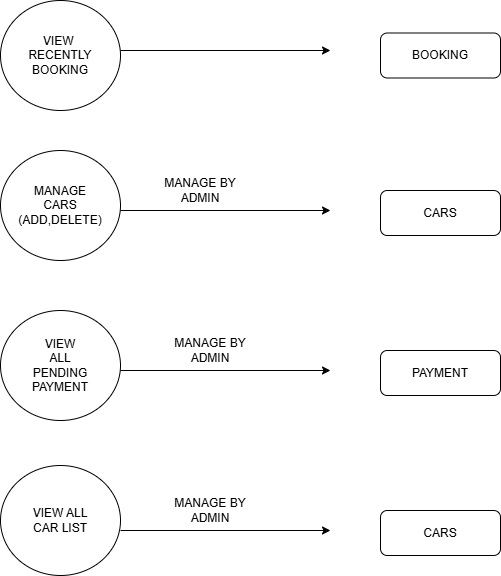 VIEW
RECENTLY
BOOKING
BOOKING
MANAGE
CARS
(ADD,DELETE)
MANAGE BY
ADMIN
CARS
VIEW
ALL
PENDING
PAYMENT
MANAGE BY
ADMIN
PAYMENT
VIEW ALL
CAR LIST
MANAGE BY
ADMIN
CARS